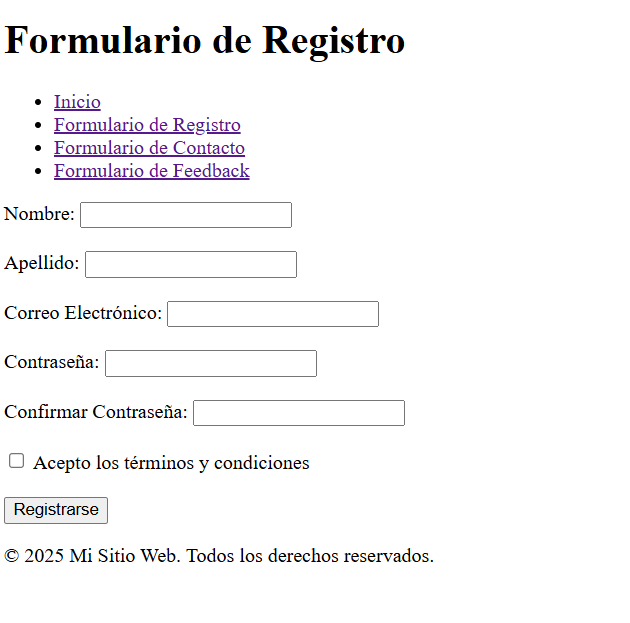 Formulario de Registro
Inicio
Formulario de Registro
Formulario de Contacto
Formulario de Feedback
Nombre:
Apellido:
Correo Electrónico:
Contraseña:
Confirmar Contraseña:
Acepto los términos y condiciones
Registrarse
© 2025 Mi Sitio Web. Todos los derechos reservados.